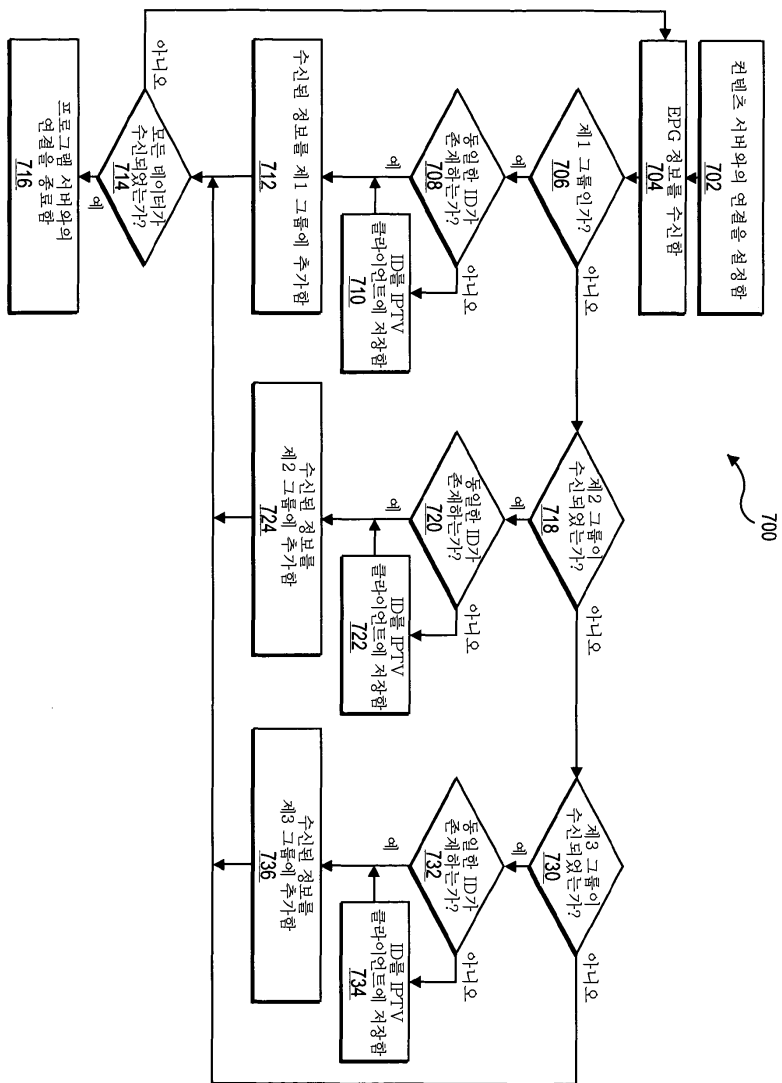 700
컨텐츠 서버와의 연결을 설정함
702
EPG 정보를 수신함
704
제1 그룹인가?
706
예
아니오
동일한 ID가
존재하는가?
708
예
아니오
ID를 IPTV
클라이언트에 저장함
710
수신된 정보를 제1 그룹에 추가함
712
모든 데이터가
수신되었는가?
714
아니오
예
프로그램 서버와의
연결을 종료함
716
제2 그룹이
수신되었는가?
718
예
아니오
동일한 ID가
존재하는가?
720
예
아니오
ID를 IPTV
클라이언트에 저장함
722
수신된 정보를
제2 그룹에 추가함
724
제3 그룹이
수신되었는가?
730
예
아니오
동일한 ID가
존재하는가?
732
예
아니오
ID를 IPTV
클라이언트에 저장함
734
수신된 정보를
제3 그룹에 추가함
736